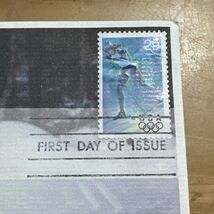 29
FIRST DAY OF ISSUE